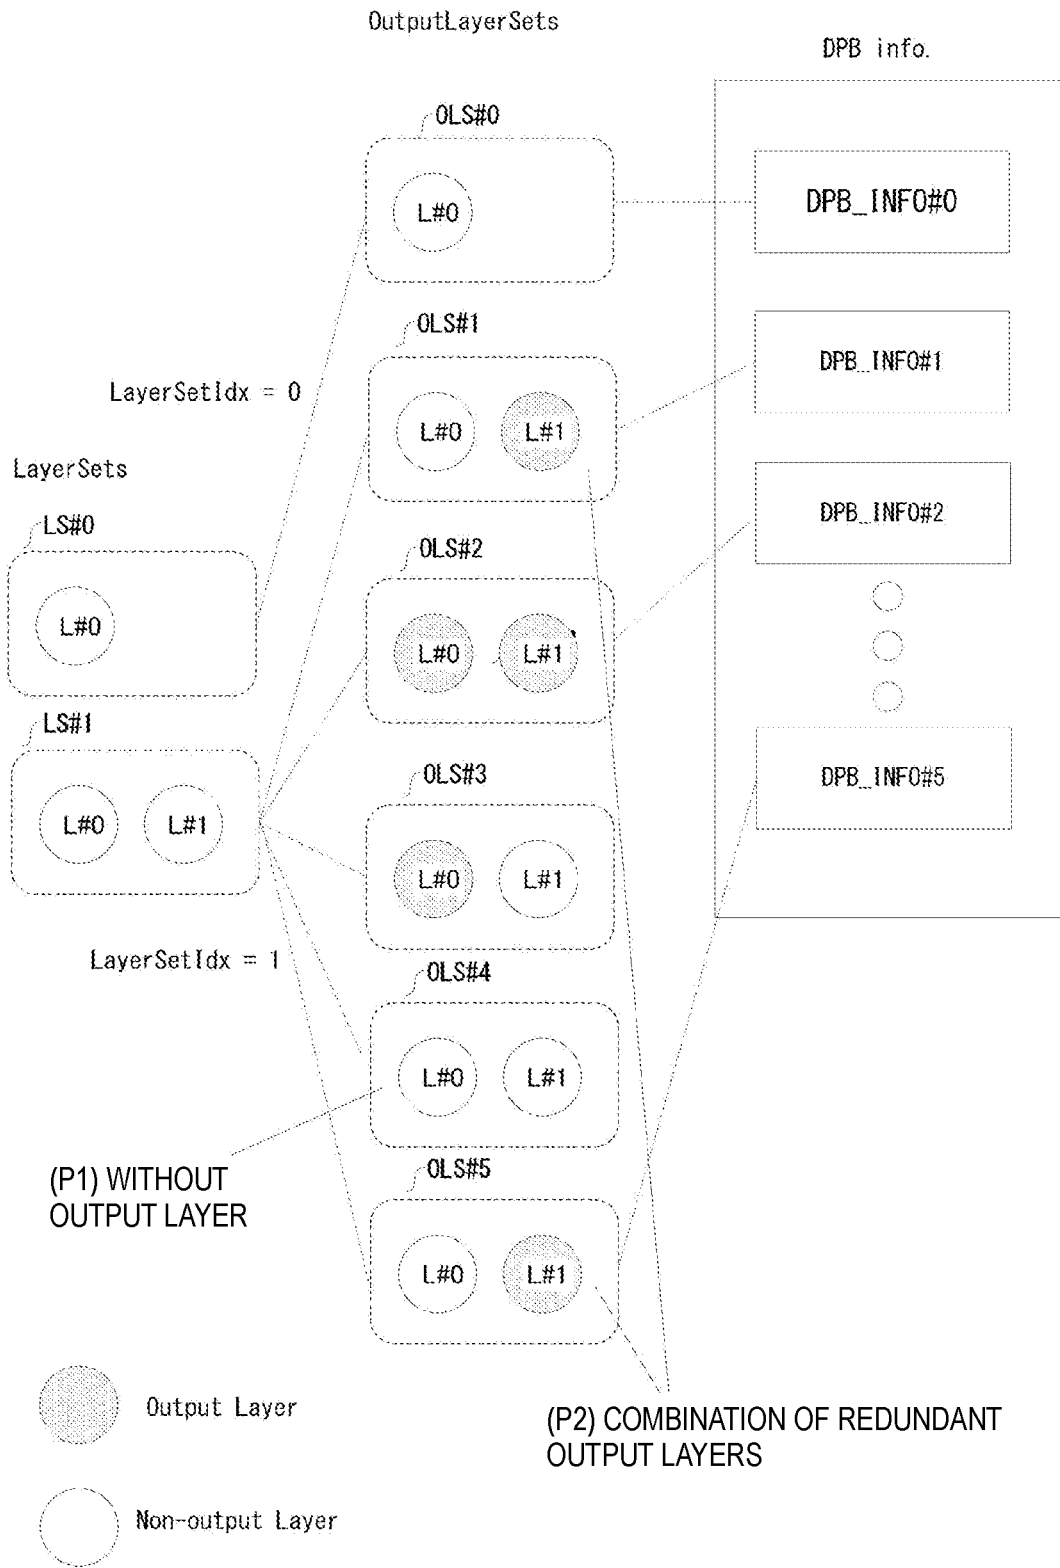 OutputLayerSets
DPB info.
OLS#0
L#0
DPB_INFO#0
OLS#1
L#0 L#1
DPB_INFO#1
LayerSetIdx = 0
LayerSets
LS#0
L#0
OLS#2
L#0 L#1
DPB_INFO#2
LS#1
L#0 L#1
OLS#3
L#0 L#1
DPB_INFO#5
LayerSetIdx = 1
OLS#4
L#0 L#1
(P1) WITHOUT
OUTPUT LAYER
OLS#5
L#0 L#1
Output Layer
(P2) COMBINATION OF REDUNDANT
OUTPUT LAYERS
Non-output Layer